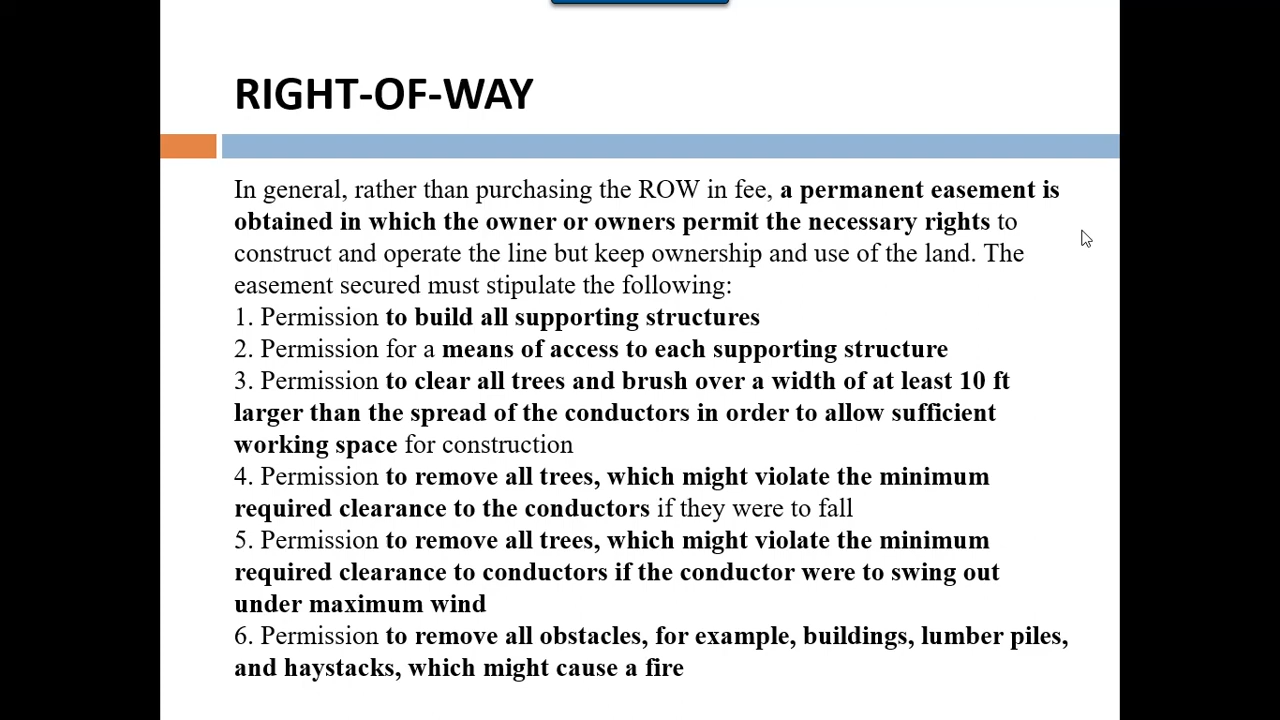 RIGHT-OF-WAY
In general, rather than purchasing the ROW in fee, a permanent easement is
obtained in which the owner or owners permit the necessary rights to
construct and operate the line but keep ownership and use of the land. The
easement secured must stipulate the following:
1. Permission to build all supporting structures
2. Permission for a means of access to each supporting structure
3. Permission to clear all trees and brush over a width of at least 10 ft
larger than the spread of the conductors in order to allow sufficient
working space for construction
4. Permission to remove all trees, which might violate the minimum
required clearance to the conductors if they were to fall
5. Permission to remove all trees, which might violate the minimum
required clearance to conductors if the conductor were to swing out
under maximum wind
6. Permission to remove all obstacles, for example, buildings, lumber piles,
and haystacks, which might cause a fire